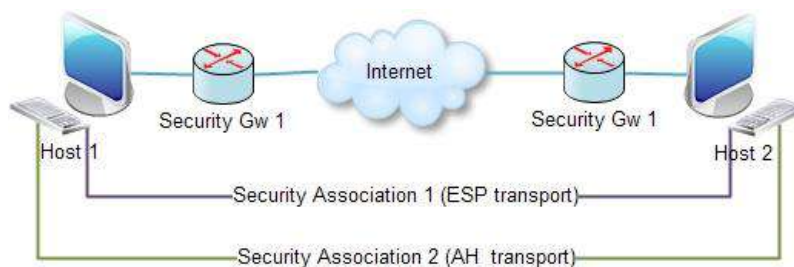 Internet
Security Gw 1
Security Gw 1
Host 1
Host 2
Security Association 1 (ESP transport)
Security Association 2 (AH transport)